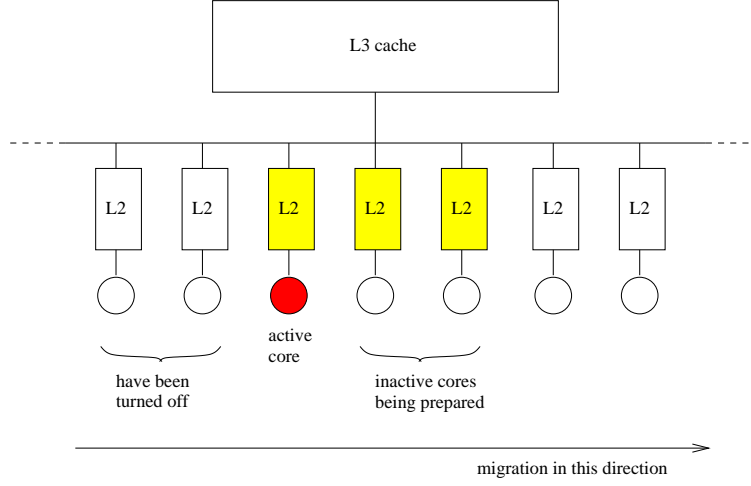 L3 cache
L2 L2 L2 L2 L2 L2 L2
active
core
have been
turned off
inactive cores
being prepared
migration in this direction